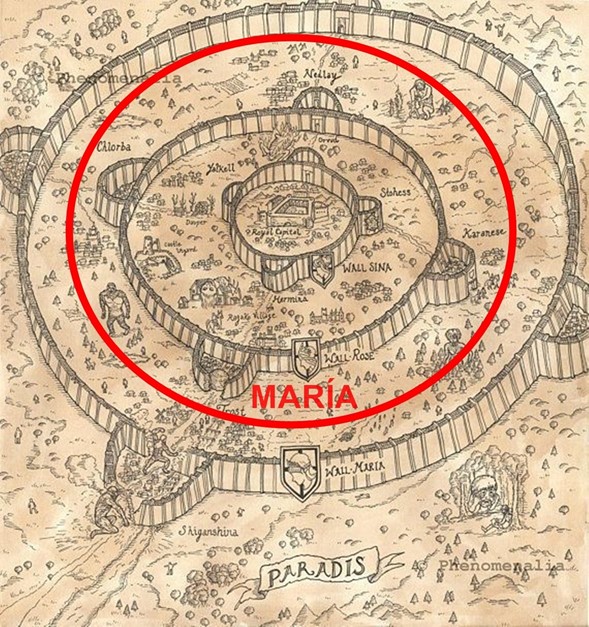 Phenomenalia
Nedlay
Chlorba
Orvud
Yalkell
Stohess
Dauper
Royal Capital
Karanese
Castle
Utgard
WALL SINA
Hermina
Ragako Village
WALL ROSE
MARÍA
Trost
WALL MARIA
Shiganshina
PARADIS
© Phenomenalia